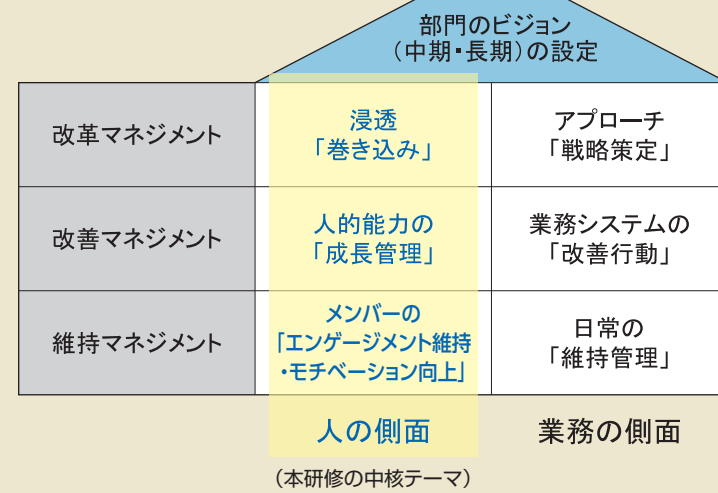 部門のビジョン
（中期・長期）の設定
改革マネジメント
浸透
「巻き込み」
アプローチ
「戦略策定」
改善マネジメント
人的能力の
「成長管理」
業務システムの
「改善行動」
維持マネジメント
メンバーの
「エンゲージメント維持
・モチベーション向上」
日常の
「維持管理」
人の側面
業務の側面
（本研修の中核テーマ）